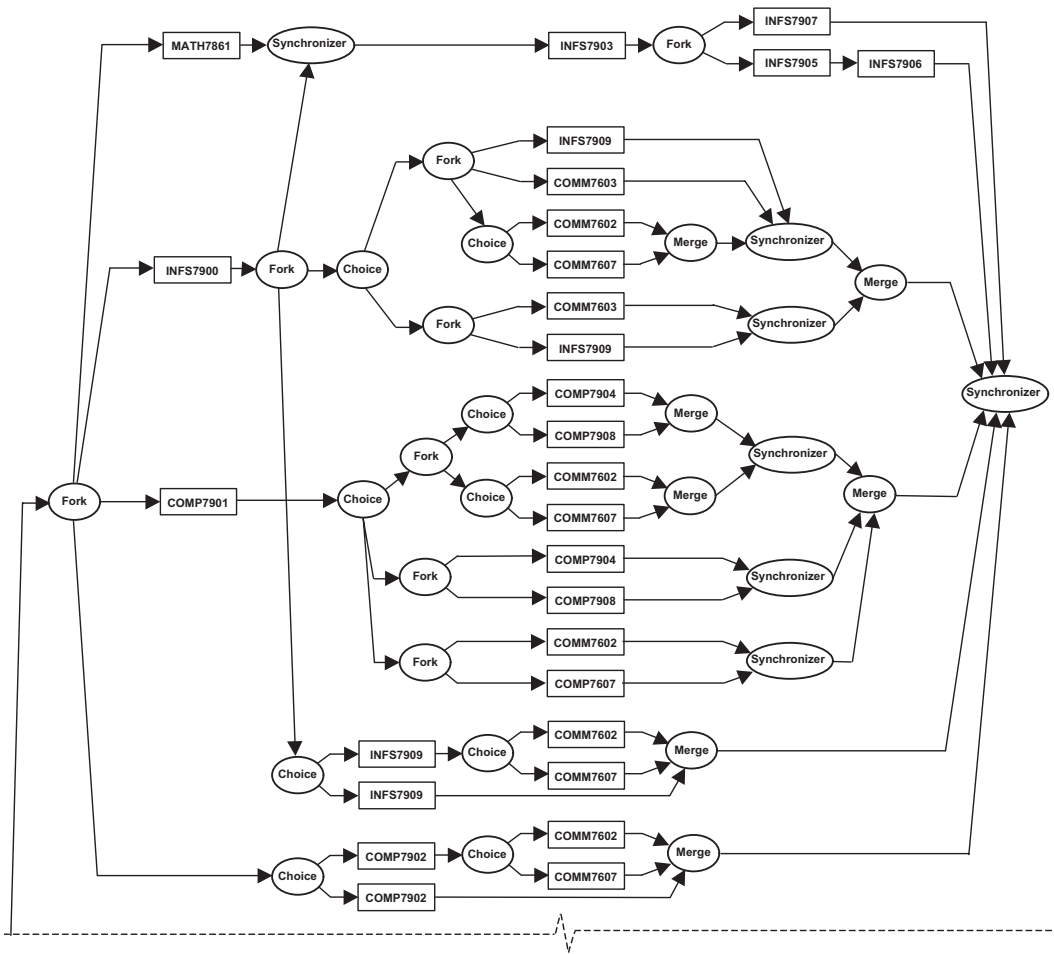 INFS7907
MATH7861
Synchronizer
INFS7903
Fork
INFS7905
INFS7906
INFS7909
Fork
COMM7603
COMM7602
Choice
Merge
Synchronizer
COMM7607
INFS7900
Fork
Choice
Merge
COMM7603
Fork
Synchronizer
INFS7909
COMP7904
Synchronizer
Choice
Merge
COMP7908
Fork
Synchronizer
COMM7602
Choice
Merge
COMM7607
Fork
COMP7901
Choice
Merge
COMP7904
Fork
Synchronizer
COMP7908
COMM7602
Fork
Synchronizer
COMP7607
COMM7602
INFS7909
Choice
Merge
Choice
COMM7607
INFS7909
COMM7602
COMP7902
Choice
Merge
Choice
COMM7607
COMP7902